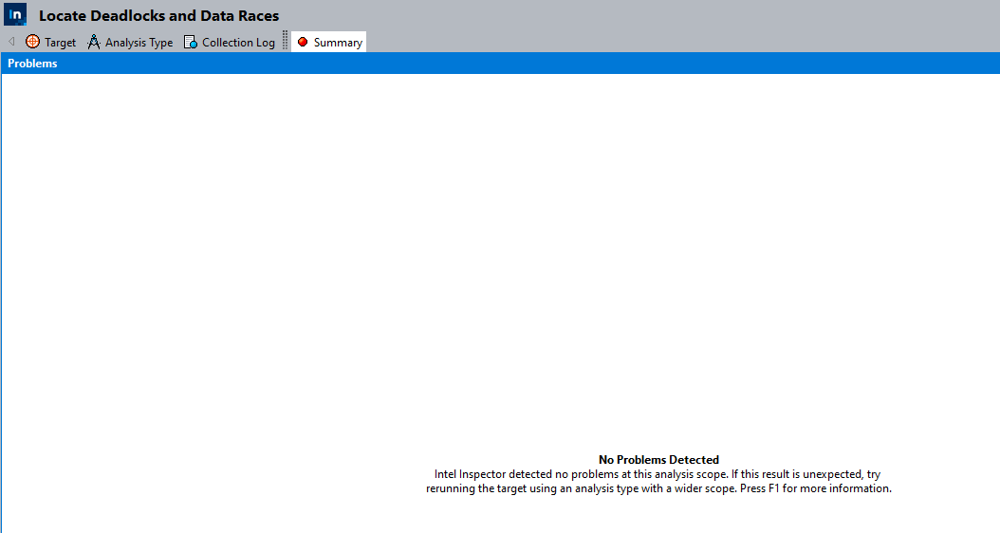 In Locate Deadlocks and Data Races
Target Analysis Type Collection Log Summary
Problems
No Problems Detected
Intel Inspector detected no problems at this analysis scope. If this result is unexpected, try
rerunning the target using an analysis type with a wider scope. Press F1 for more information.